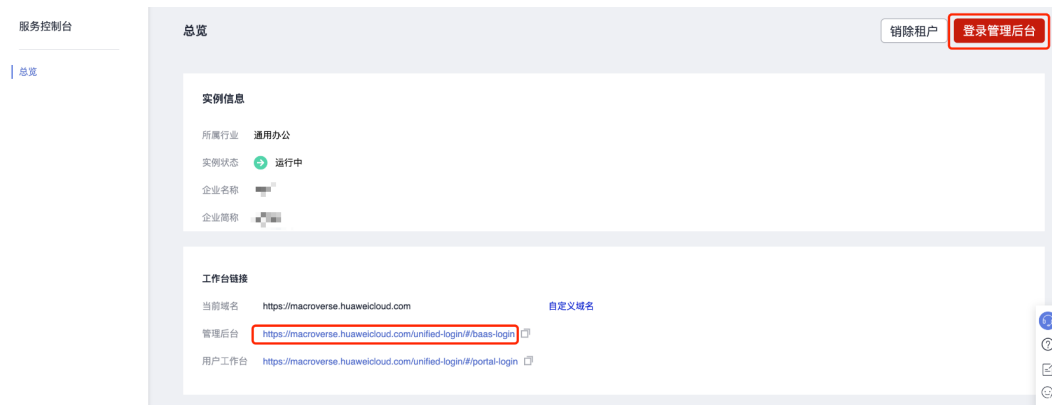 服务控制台
总览
总览
销除租户
登录管理后台
实例信息
所属行业 通用办公
实例状态 运行中
企业名称
企业简称
工作台链接
当前域名 https://macroverse.huaweicloud.com 自定义域名
管理后台 https://macroverse.huaweicloud.com/unified-login/#/baas-login
用户工作台 https://macroverse.huaweicloud.com/unified-login/#/portal-login